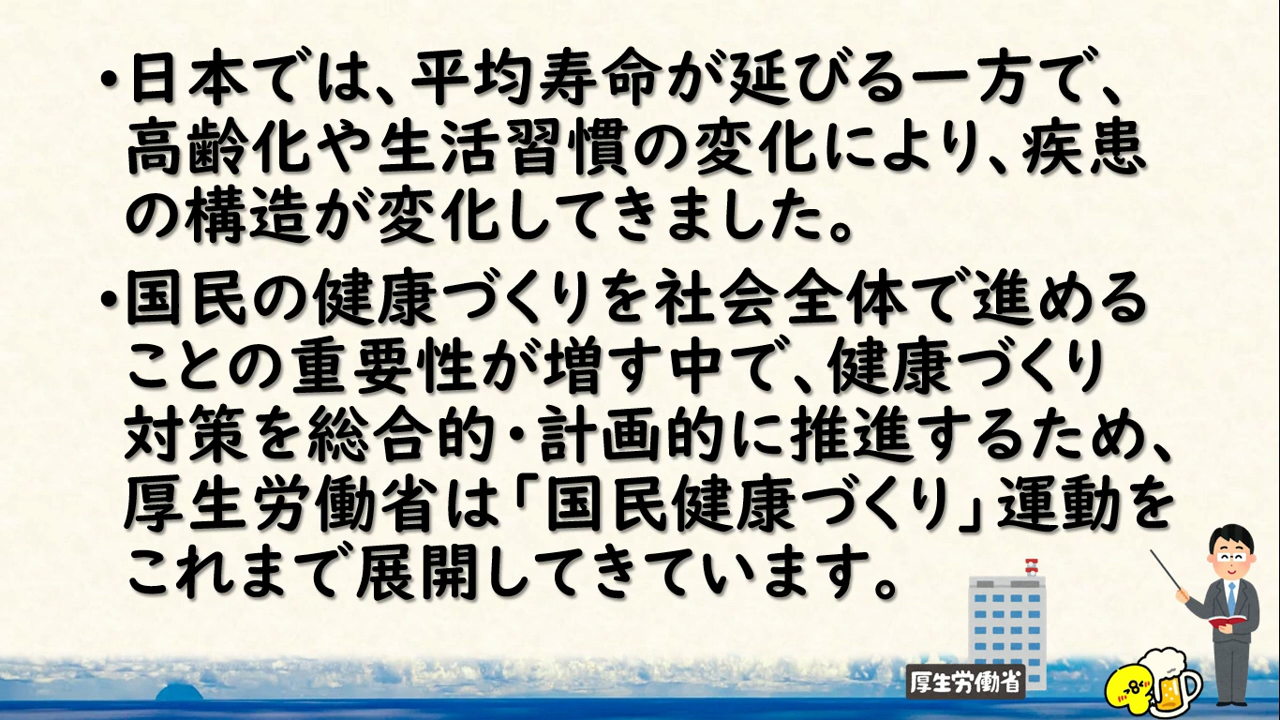 ・日本では、平均寿命が延びる一方で、
高齢化や生活習慣の変化により、疾患
の構造が変化してきました。
・国民の健康づくりを社会全体で進める
ことの重要性が増す中で、健康づくり
対策を総合的・計画的に推進するため、
厚生労働省は「国民健康づくり」運動を
これまで展開してきています。
厚生労働省